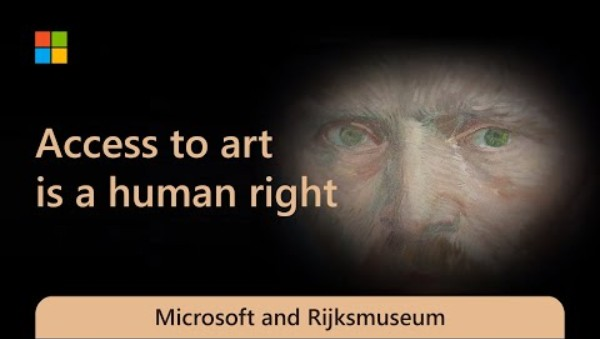 Access to art
is a human right
Microsoft and Rijksmuseum